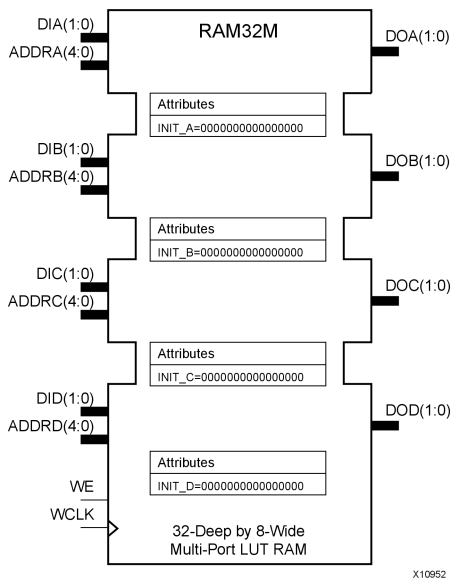 RAM32M
DIA(1:0)
ADDRA(4:0)
DOA(1:0)
Attributes
INIT_A=0000000000000000
DIB(1:0)
ADDRB(4:0)
DOB(1:0)
Attributes
INIT_B=0000000000000000
DIC(1:0)
ADDRC(4:0)
DOC(1:0)
Attributes
INIT_C=0000000000000000
DID(1:0)
ADDRD(4:0)
DOD(1:0)
Attributes
INIT_D=0000000000000000
WE
WCLK
32-Deep by 8-Wide
Multi-Port LUT RAM
X10952